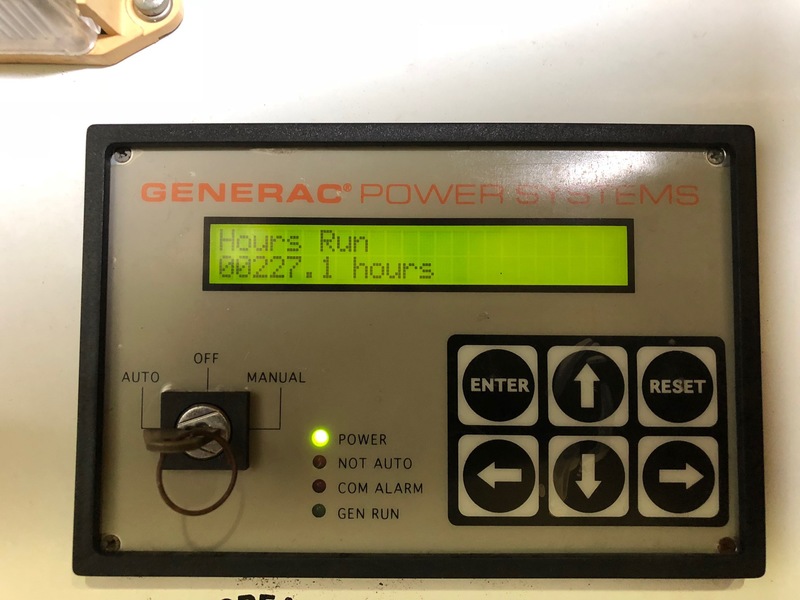 GENERAC® POWER SYSTEMS
Hours Run
00227.1 hours
OFF
AUTO
MANUAL
POWER
NOT AUTO
COM ALARM
GEN RUN
ENTER
RESET